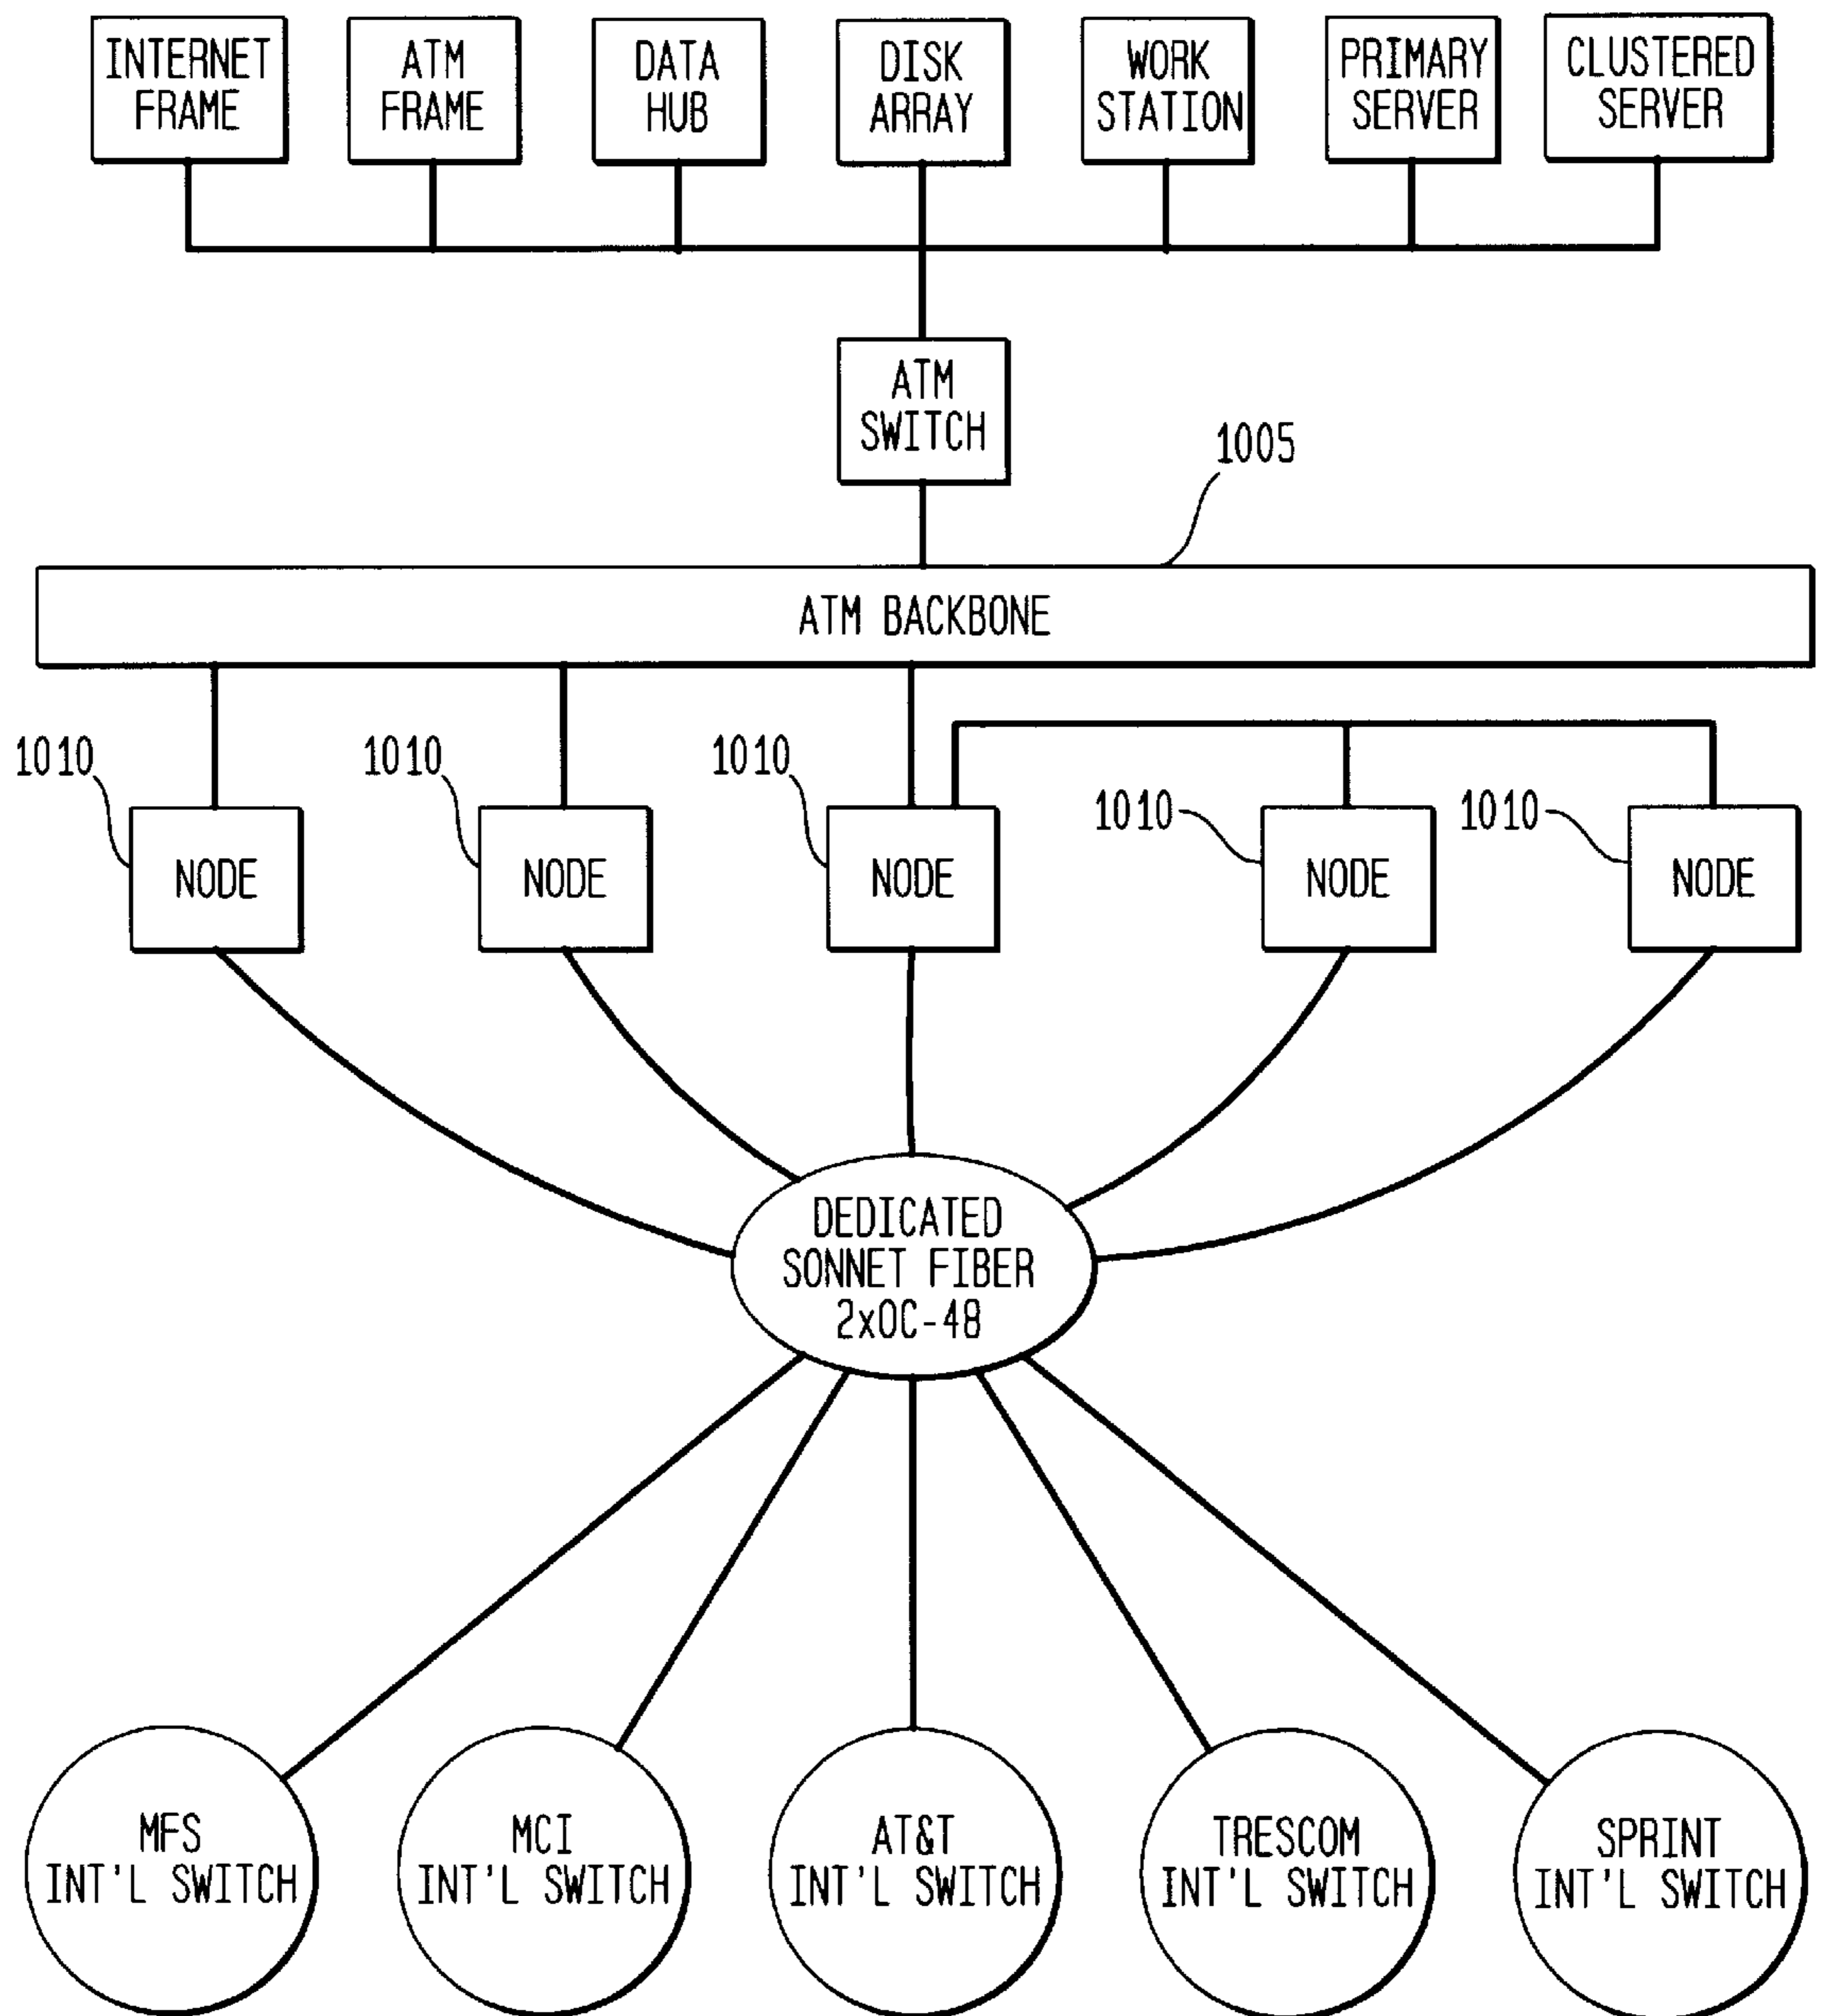 INTERNET
FRAME
ATM
FRAME
DATA
HUB
DISK
ARRAY
WORK
STATION
PRIMARY
SERVER
CLUSTERED
SERVER
ATM
SWITCH
1005
ATM BACKBONE
1010
1010
1010
1010
1010
NODE
NODE
NODE
NODE
NODE
DEDICATED
SONNET FIBER
2xOC-48
MFS
INT'L SWITCH
MCI
INT'L SWITCH
AT&T
INT'L SWITCH
TRESCOM
INT'L SWITCH
SPRINT
INT'L SWITCH